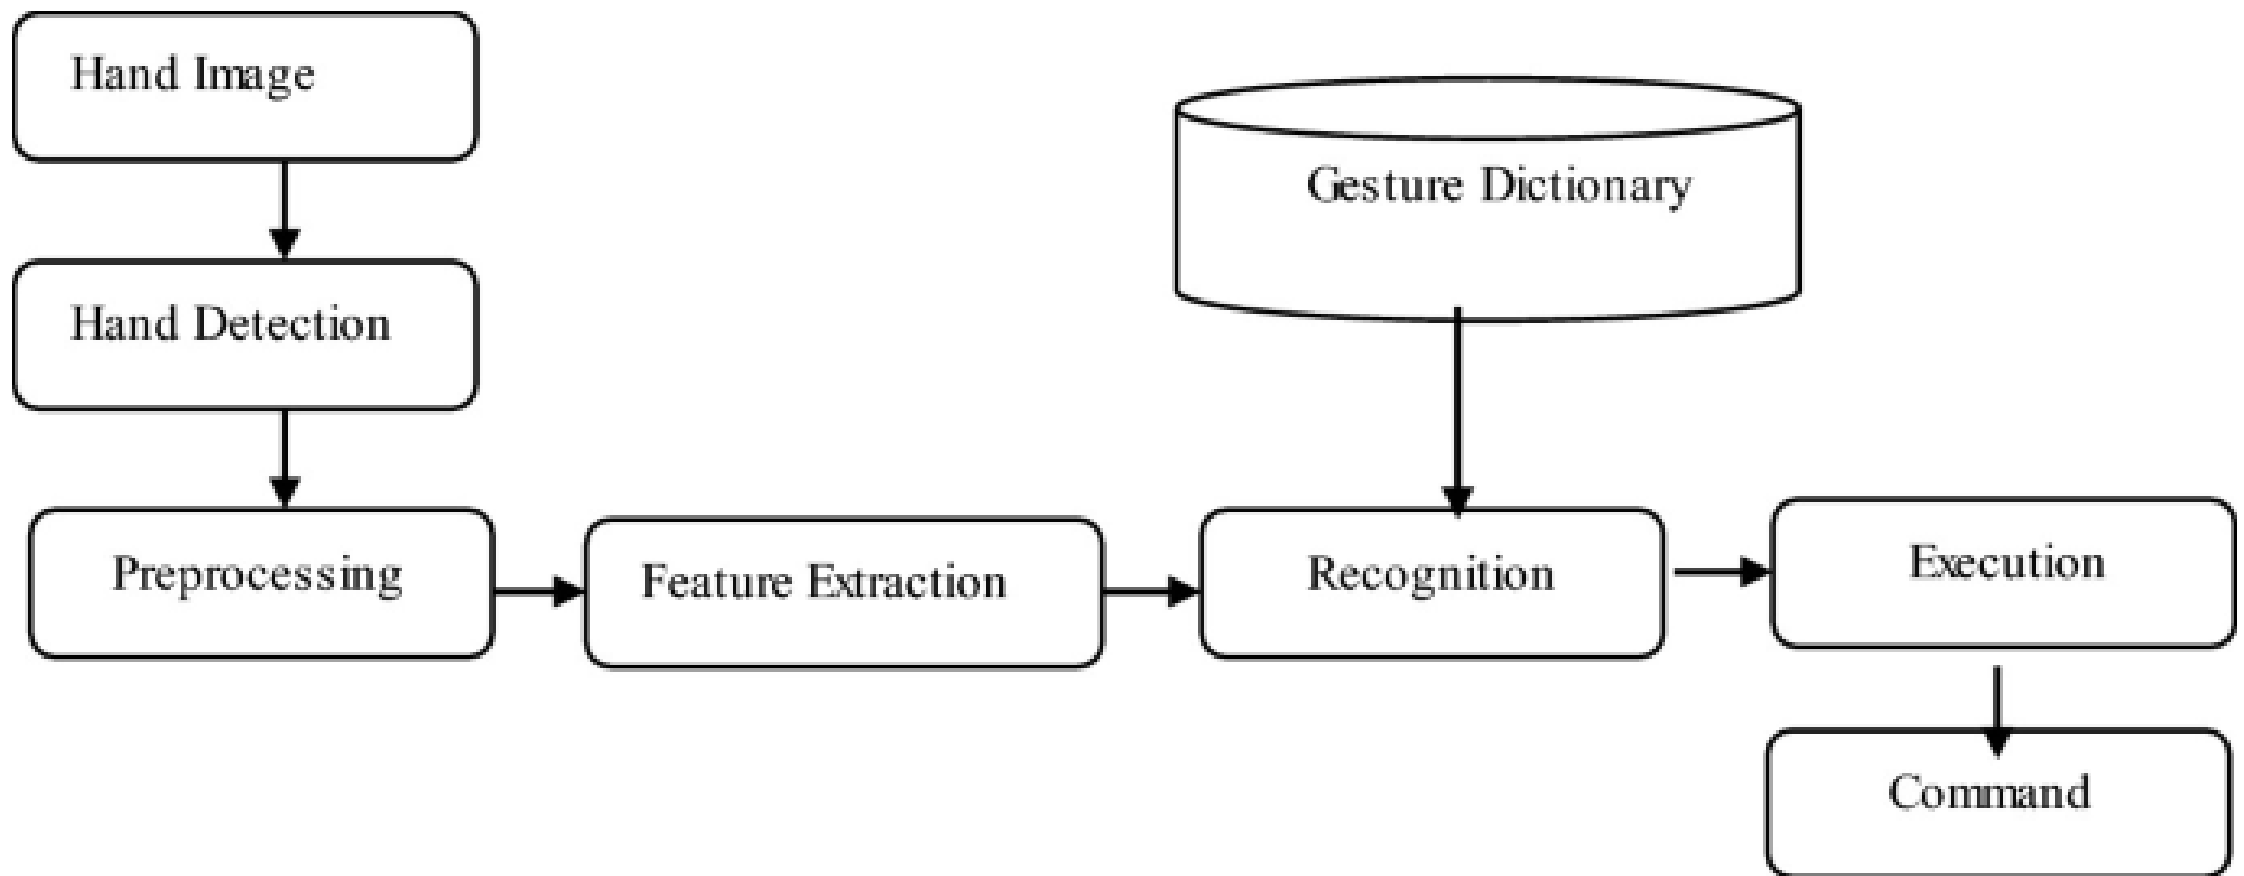 Hand Image
Gesture Dictionary
Hand Detection
Preprocessing
Feature Extraction
Recognition
Execution
Command